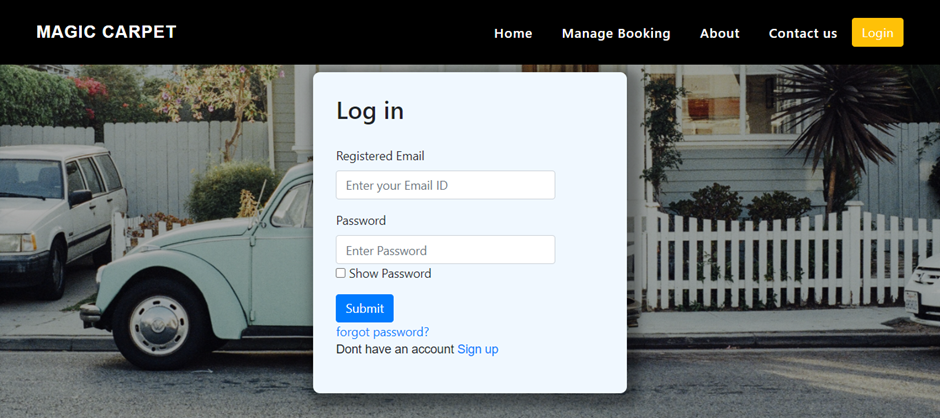 MAGIC CARPET
Home Manage Booking About Contact us Login
Log in
Registered Email
Enter your Email ID
Password
Enter Password
Show Password
Submit
forgot password?
Dont have an account Sign up